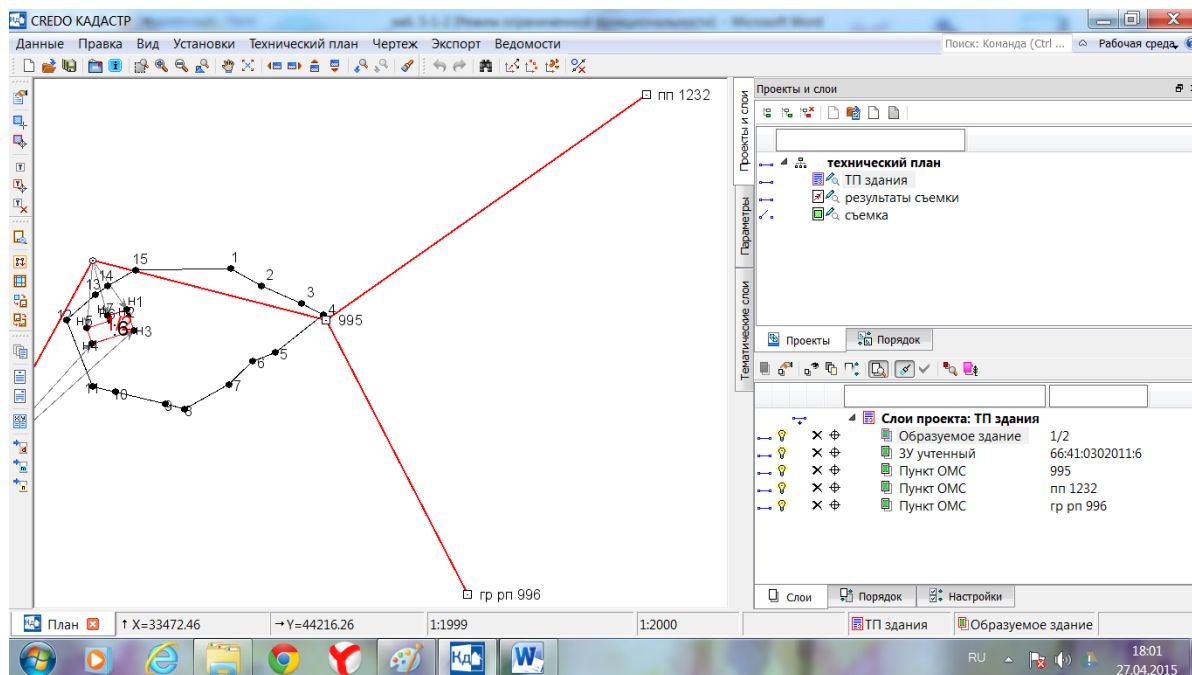 CREDO КАДАСТР
Данные Правка Вид Установки Технический план Чертеж Экспорт Ведомости
Поиск: Команда (Ctrl ...
Рабочая среда
пп 1232
15
1
14
13
2
3
4
995
12
н1
н7
н6
н2
н5
.6
н3
н4
5
6
7
11
10
9
8
гр рп 996
Проекты и слои
Параметры
Тематические слои
Проекты и слои
технический план
ТП здания
результаты съемки
съемка
Проекты
Порядок
Слои проекта: ТП здания
Образуемое здание 1/2
ЗУ учтенный 66:41:0302011:6
Пункт ОМС 995
Пункт ОМС пп 1232
Пункт ОМС гр рп 996
Слои
Порядок
Настройки
План
X=33472.46
Y=44216.26
1:1999
1:2000
ТП здания
Образуемое здание
RU
18:01
27.04.2015